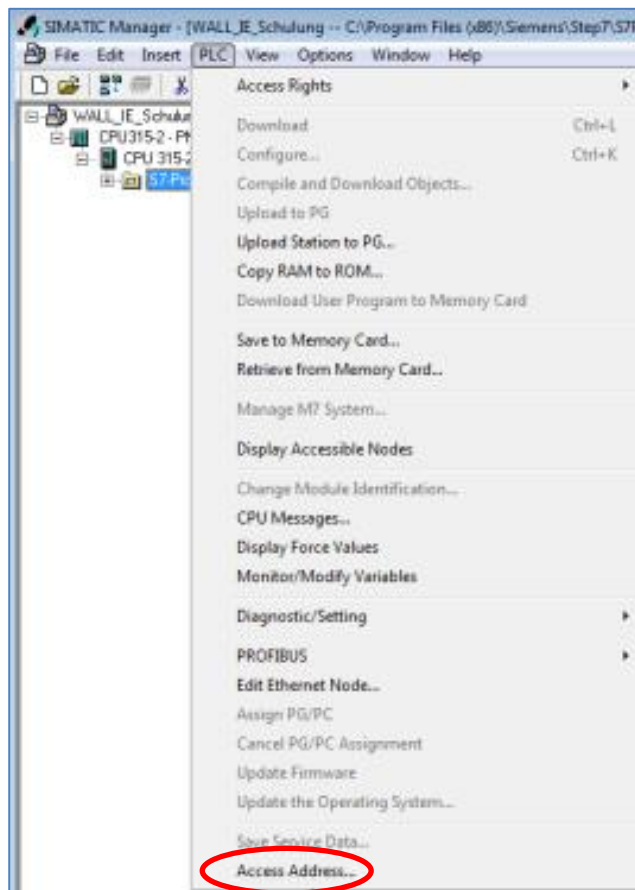 SIMATIC Manager - [WALL_IE_Schulung -- C:\Program Files (x86)\Siemens\Step7\S7
File Edit Insert PLC View Options Window Help
WALL_IE_Schulun
CPU315-2 - PN
CPU 315-2
S7-Pro
Access Rights
Download Ctrl+L
Configure... Ctrl+K
Compile and Download Objects...
Upload to PG
Upload Station to PG...
Copy RAM to ROM...
Download User Program to Memory Card
Save to Memory Card...
Retrieve from Memory Card...
Manage M7 System...
Display Accessible Nodes
Change Module Identification...
CPU Messages...
Display Force Values
Monitor/Modify Variables
Diagnostic/Setting
PROFIBUS
Edit Ethernet Node...
Assign PG/PC
Cancel PG/PC Assignment
Update Firmware
Update the Operating System...
Save Service Data...
Access Address...